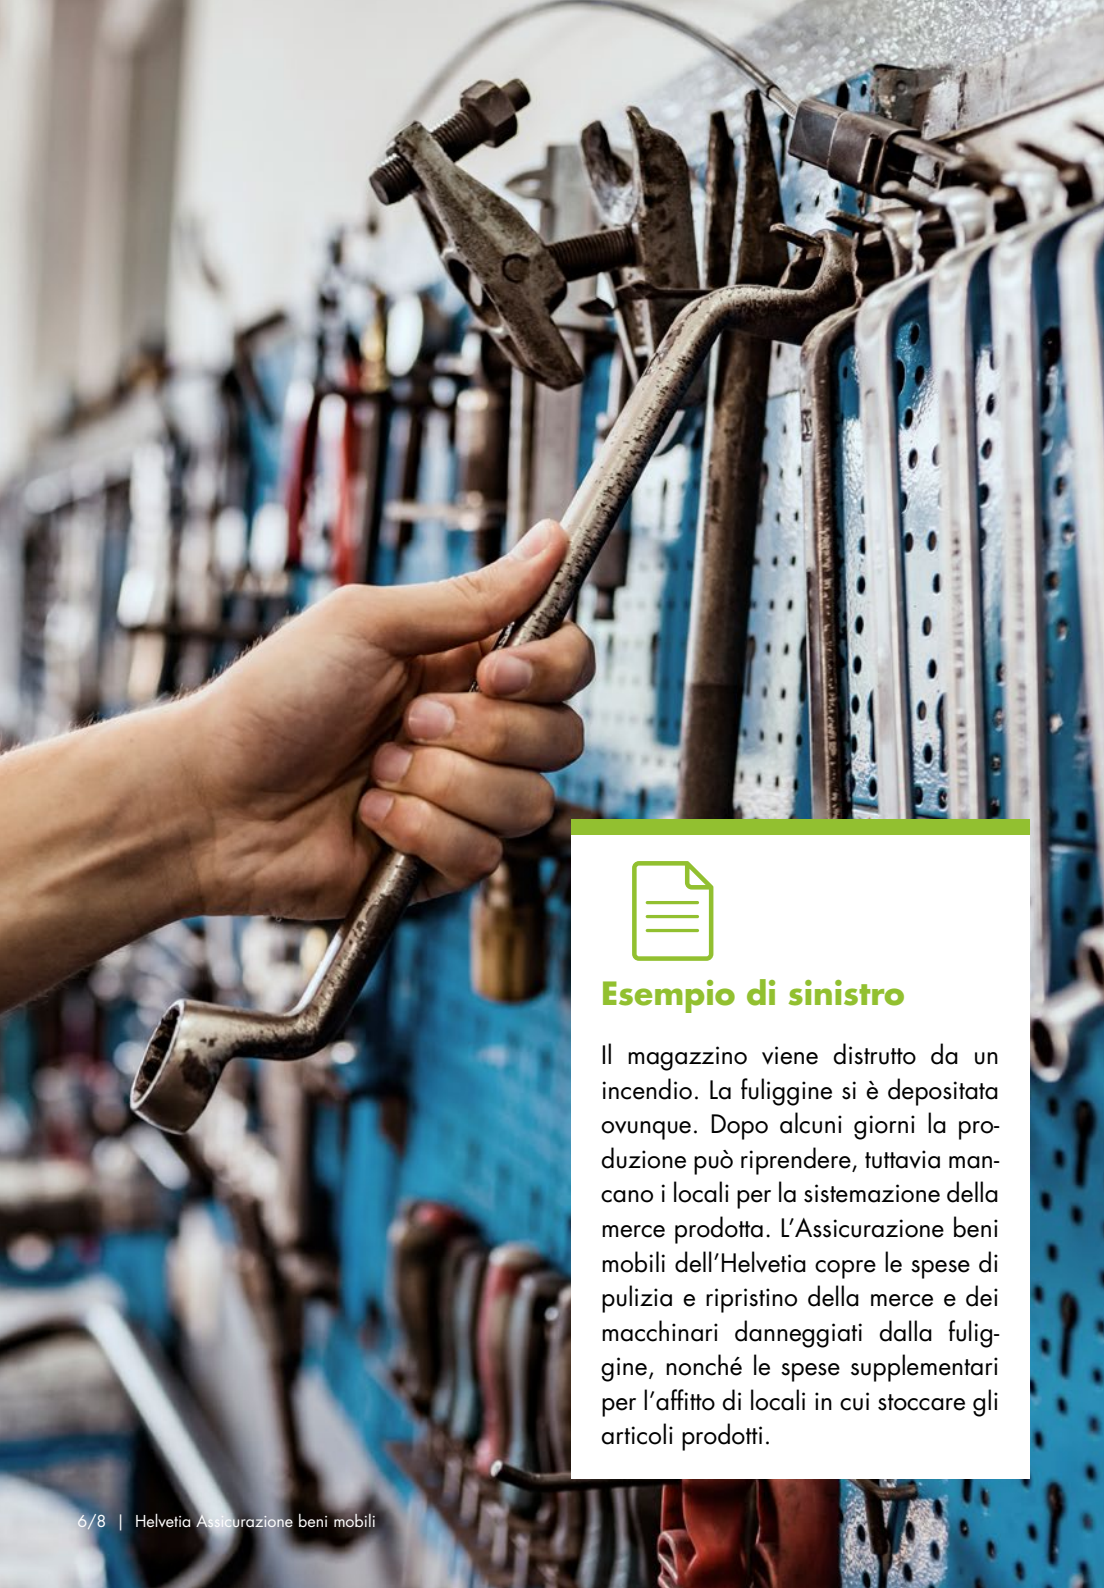 Esempio di sinistro
Il magazzino viene distrutto da un
incendio. La fuliggine si è depositata
ovunque. Dopo alcuni giorni la pro-
duzione può riprendere, tuttavia man-
cano i locali per la sistemazione della
merce prodotta. L’Assicurazione beni
mobili dell’Helvetia copre le spese di
pulizia e ripristino della merce e dei
macchinari danneggiati dalla fulig-
gine, nonché le spese supplementari
per l’affitto di locali in cui stoccare gli
articoli prodotti.
6/8 | Helvetia Assicurazione beni mobili